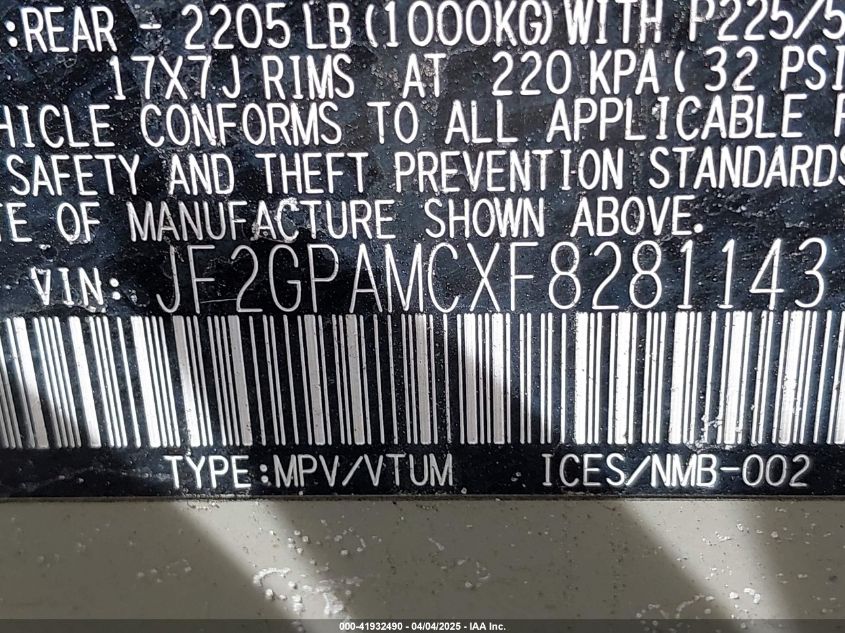 :REAR - 2205 LB (1000KG) WITH P225/5
17X7J RIMS AT 220 KPA ( 32 PSI
HICLE CONFORMS TO ALL APPLICABLE F
SAFETY AND THEFT PREVENTION STANDARDS
TE OF MANUFACTURE SHOWN ABOVE.
VIN: JF2GPAMCXF8281143
TYPE:MPV/VTUM ICES/NMB-002
000-41932490 - 04/04/2025 - IAA Inc.